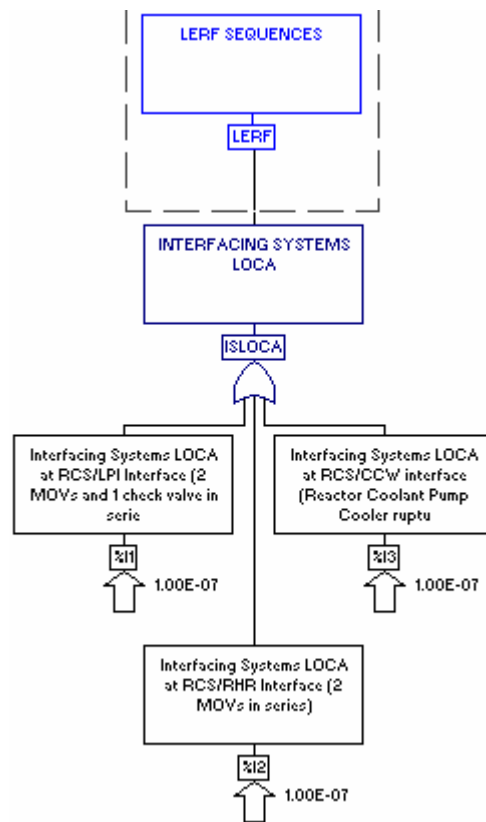 LERF SEQUENCES
LERF
INTERFACING SYSTEMS
LOCA
ISLOCA
Interfacing Systems LOCA
at RCS/LPI Interface (2
MOVs and 1 check valve in
serie
%I1
1.00E-07
Interfacing Systems LOCA
at RCS/CCW interface
(Reactor Coolant Pump
Cooler ruptu
%I3
1.00E-07
Interfacing Systems LOCA
at RCS/RHR Interface (2
MOVs in series)
%I2
1.00E-07